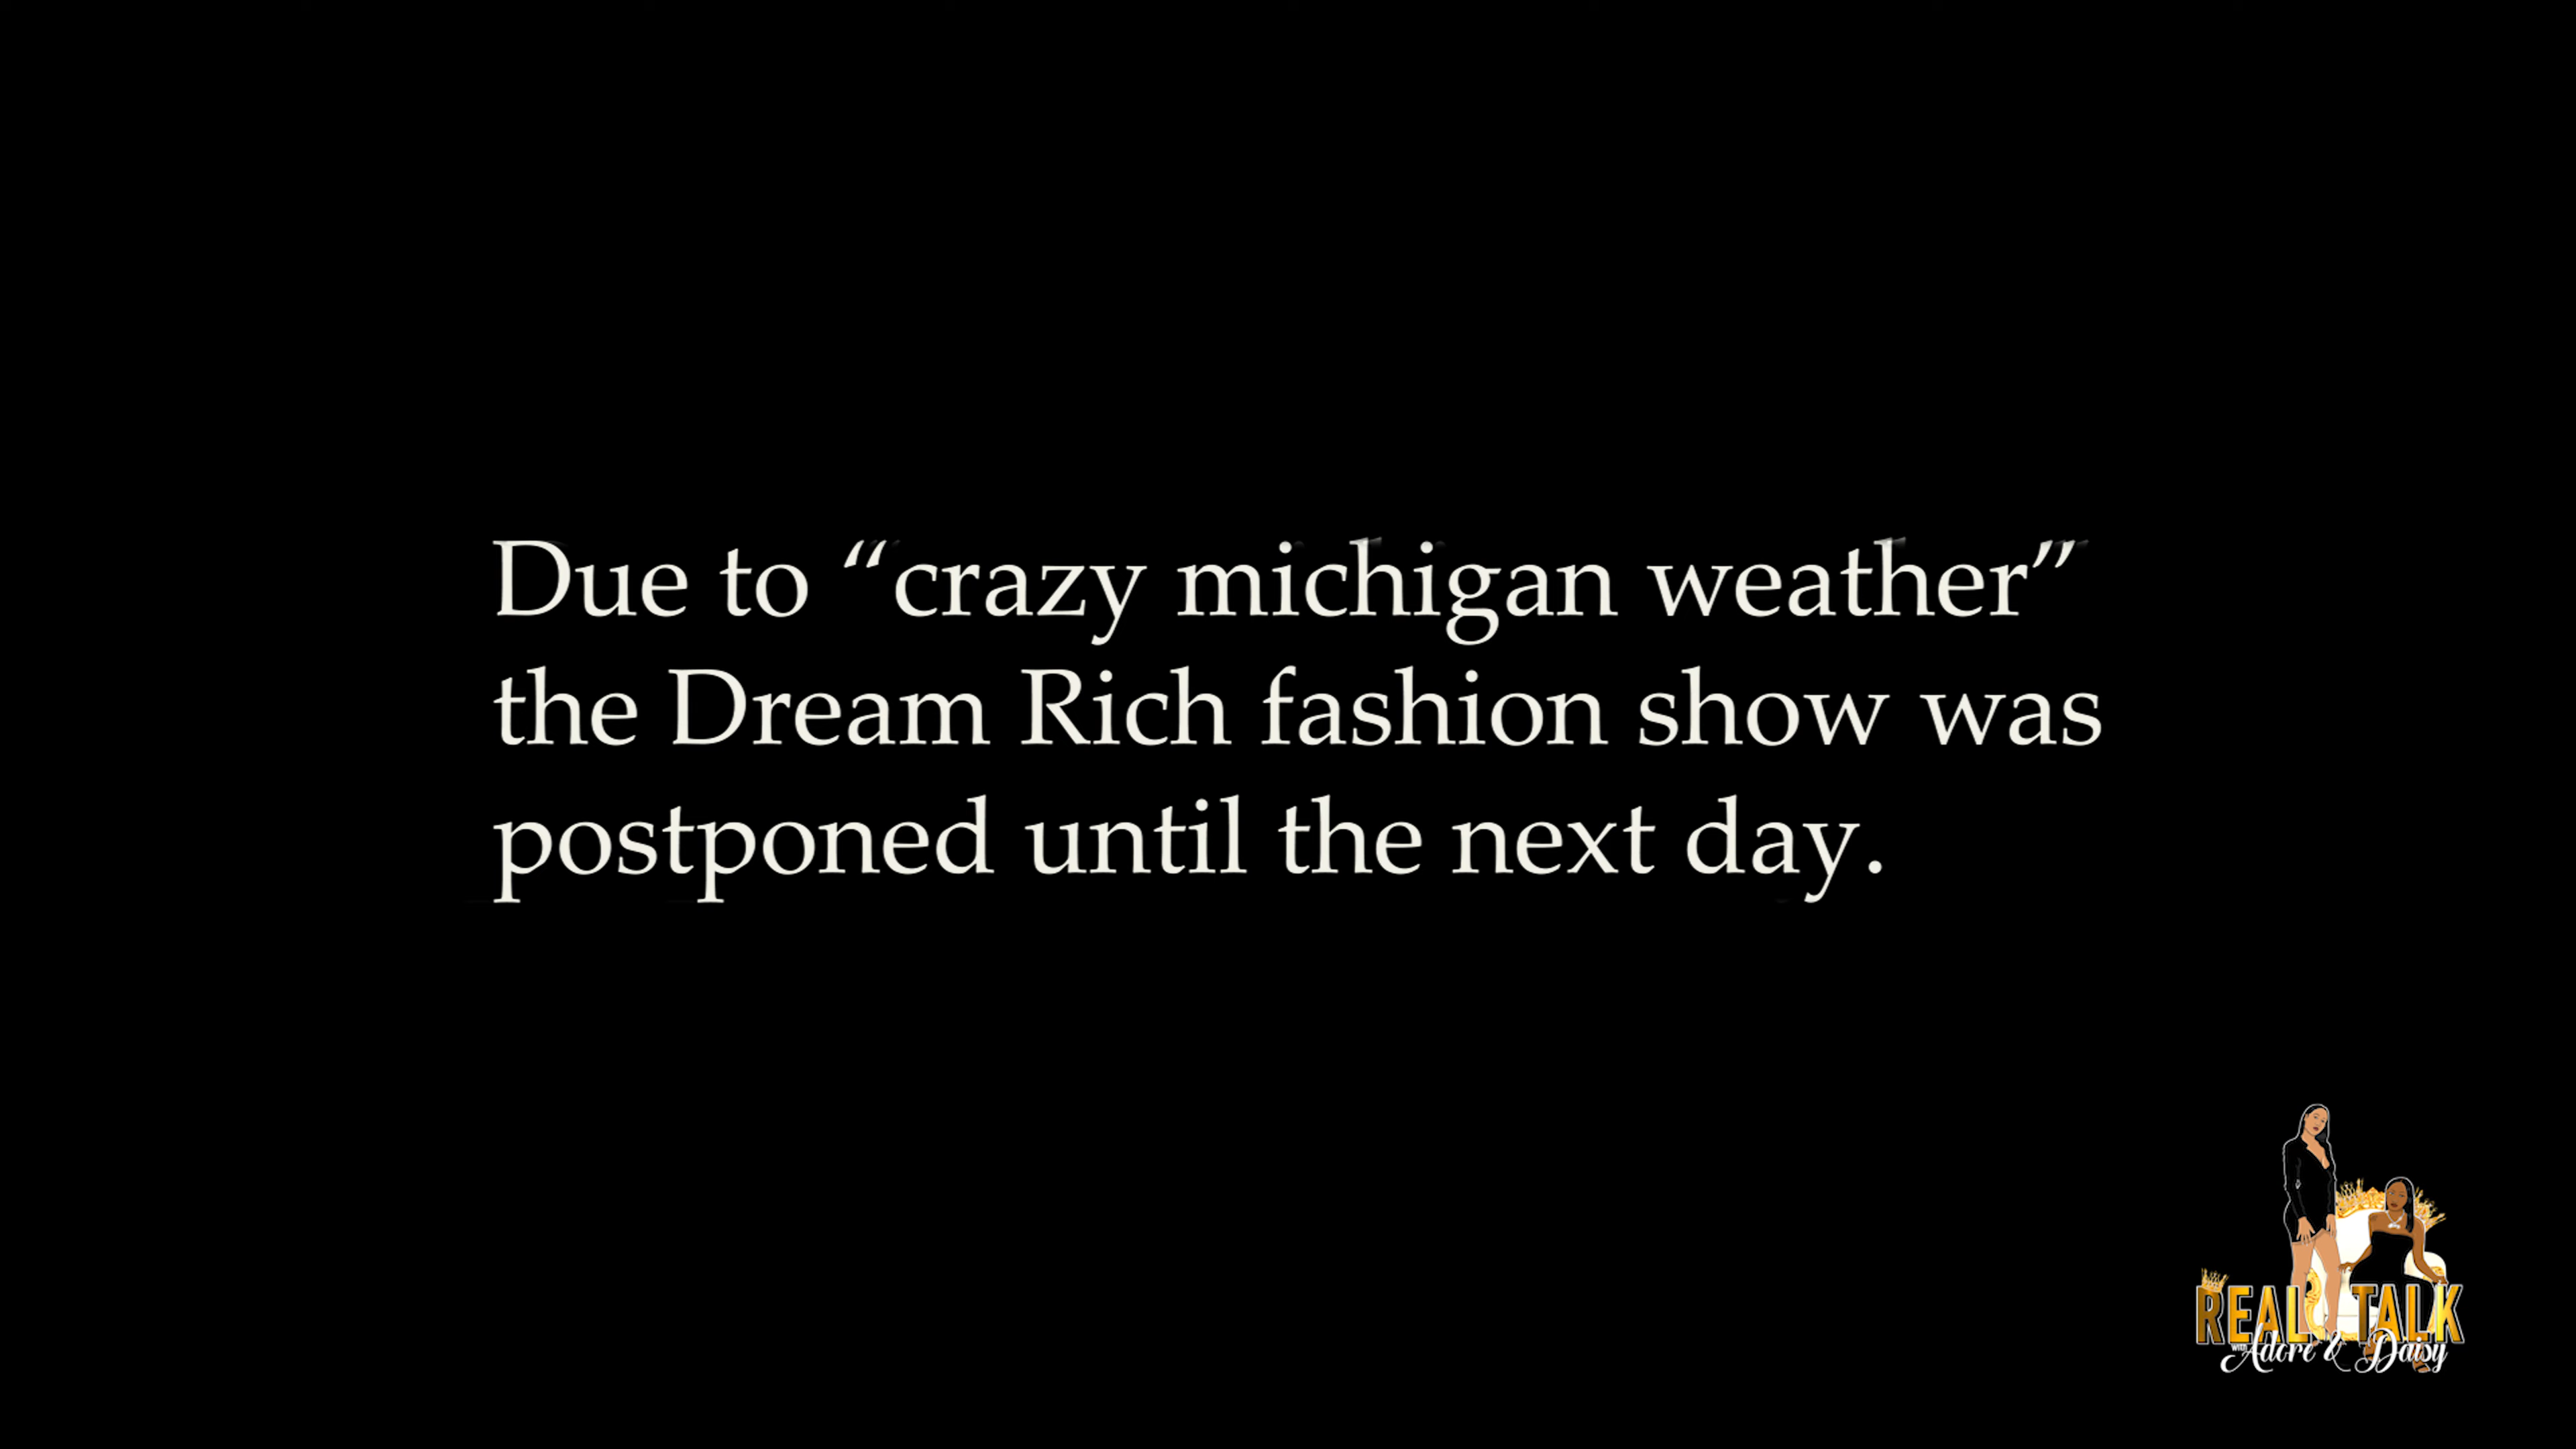 Due to “crazy michigan weather”
the Dream Rich fashion show was
postponed until the next day.
REAL TALK
with Adore & Daisy